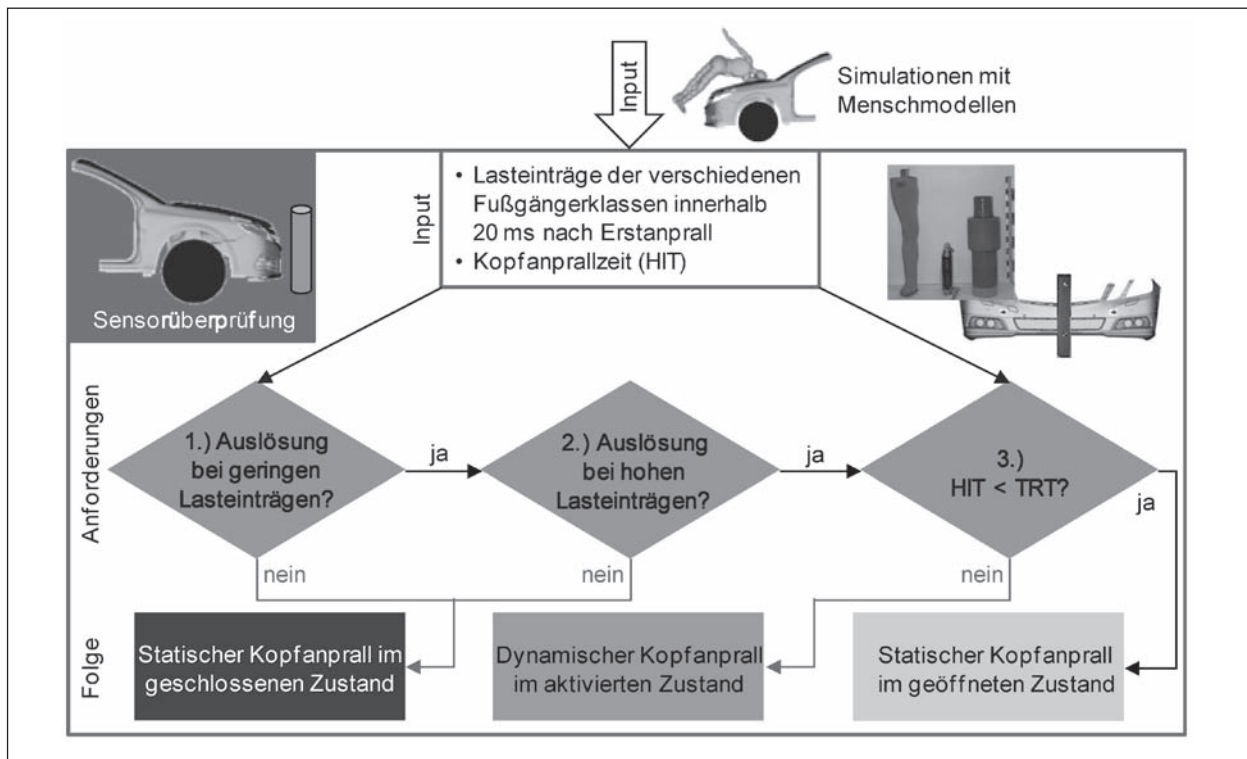 Input
Simulationen mit
Menschmodellen
Input
• Lasteinträge der verschiedenen
Fußgängerklassen innerhalb
20 ms nach Erstanprall
• Kopfanprallzeit (HIT)
Sensorüberprüfung
Anforderungen
1.) Auslösung
bei geringen
Lasteinträgen?
ja
2.) Auslösung
bei hohen
Lasteinträgen?
ja
3.)
HIT < TRT?
ja
nein
nein
nein
Folge
Statischer Kopfanprall im
geschlossenen Zustand
Dynamischer Kopfanprall
im aktivierten Zustand
Statischer Kopfanprall
im geöffneten Zustand